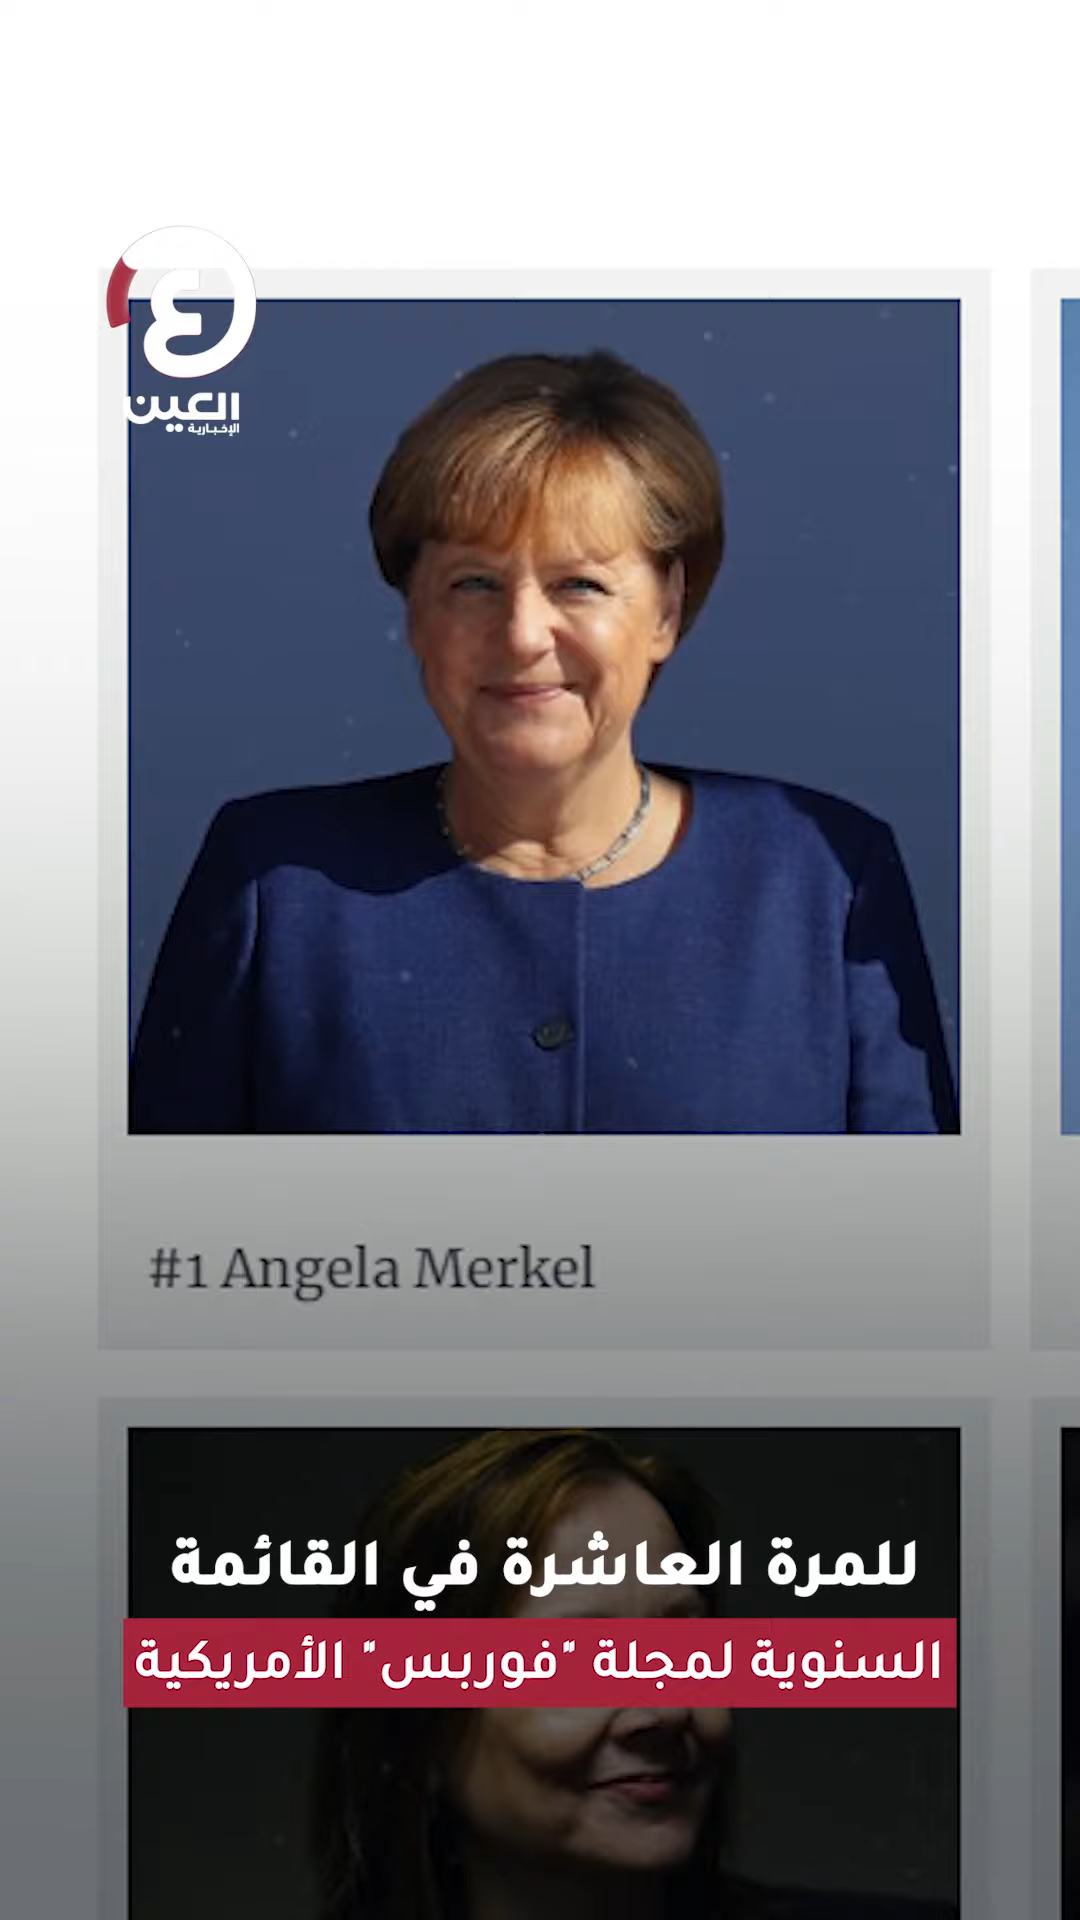 ع
العين
الإخبارية
#1 Angela Merkel
للمرة العاشرة في القائمة
السنوية لمجلة "فوربس" الأمريكية